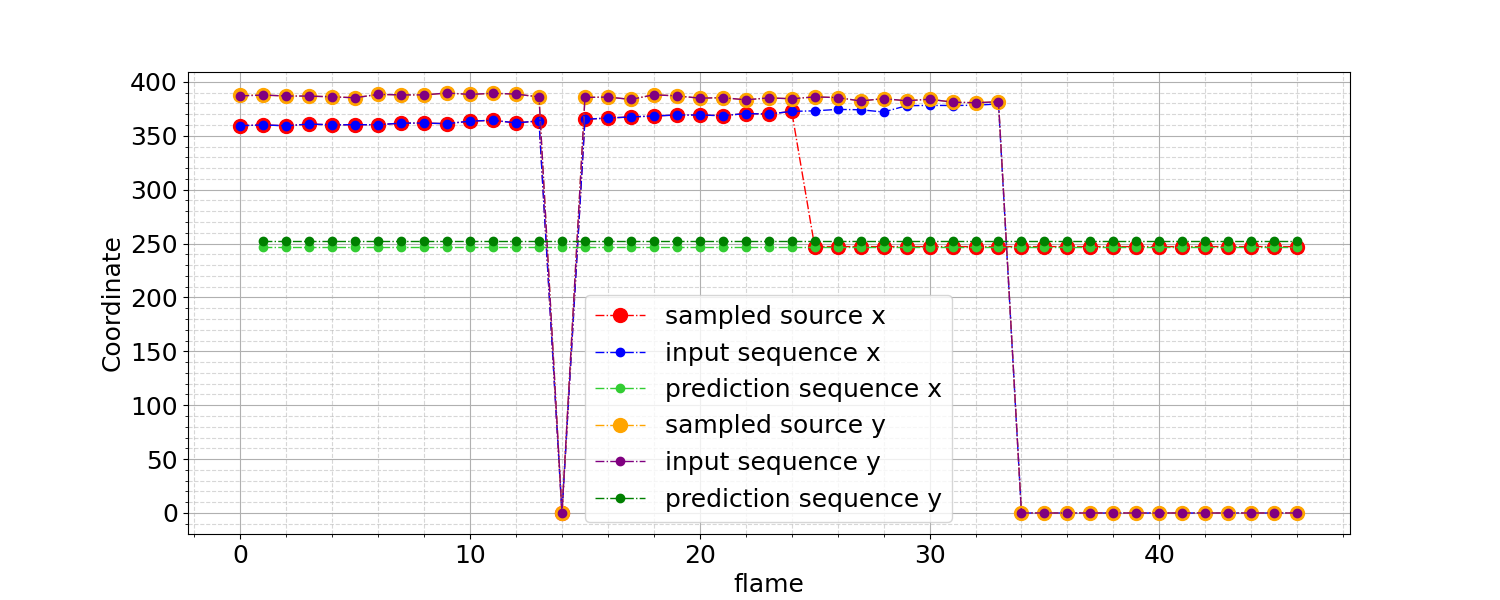 400
350
300
250
200
150
100
50
0
Coordinate
sampled source x
input sequence x
prediction sequence x
sampled source y
input sequence y
prediction sequence y
0 10 20 30 40
flame